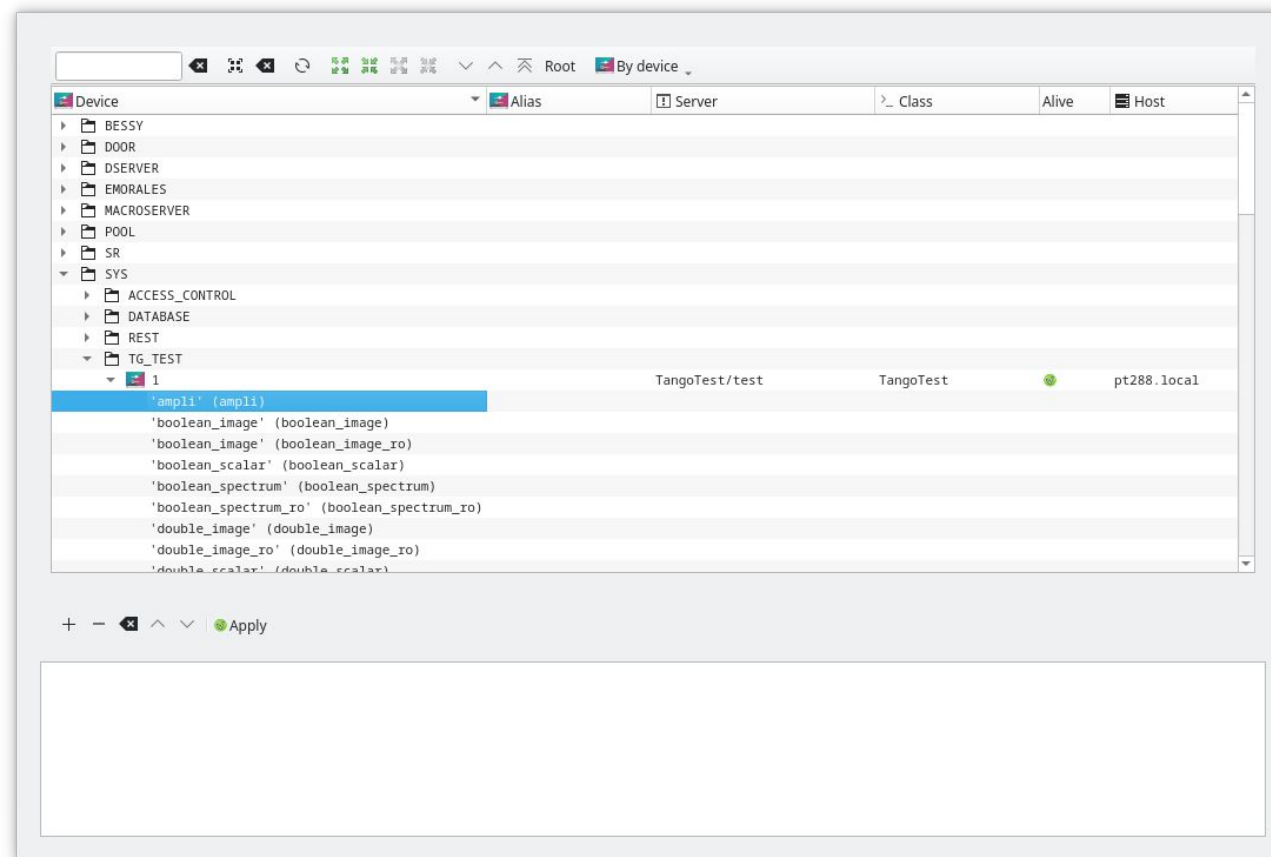 Root By device
Device Alias Server Class Alive Host
BESSY
DOOR
DSERVER
EMORALES
MACROSERVER
POOL
SR
SYS
ACCESS_CONTROL
DATABASE
REST
TG_TEST
1 TangoTest/test TangoTest pt288.local
'ampli' (ampli)
'boolean_image' (boolean_image)
'boolean_image' (boolean_image_ro)
'boolean_scalar' (boolean_scalar)
'boolean_spectrum' (boolean_spectrum)
'boolean_spectrum_ro' (boolean_spectrum_ro)
'double_image' (double_image)
'double_image_ro' (double_image_ro)
'double_scalar' (double_scalar)
Apply